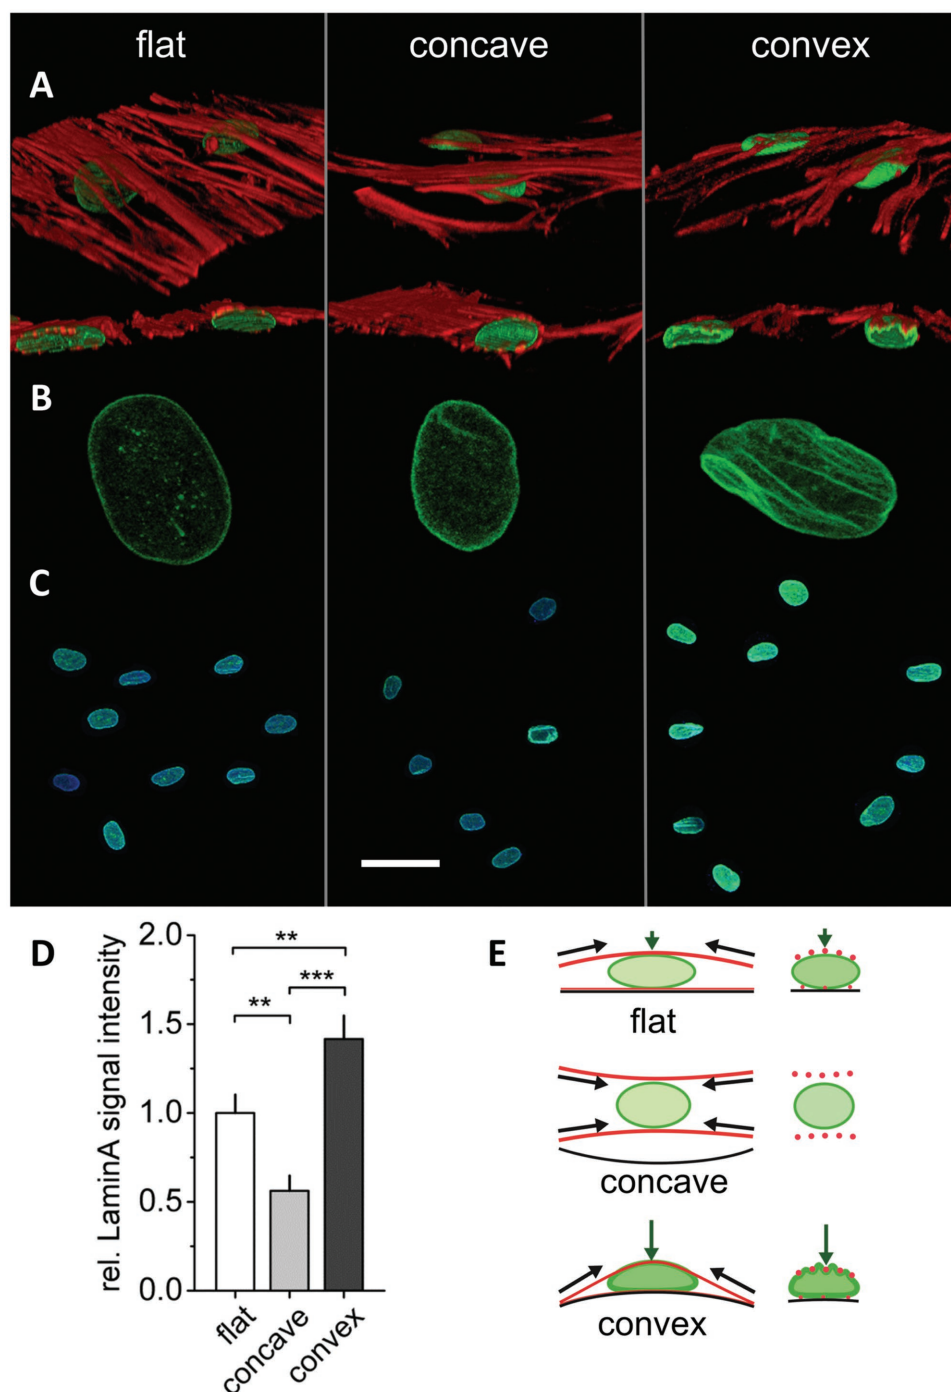 flat concave convex
A
B
C
D
E
rel. LaminA signal intensity
2.0
1.5
1.0
0.5
0.0
**
** ***
flat concave convex
flat
concave
convex